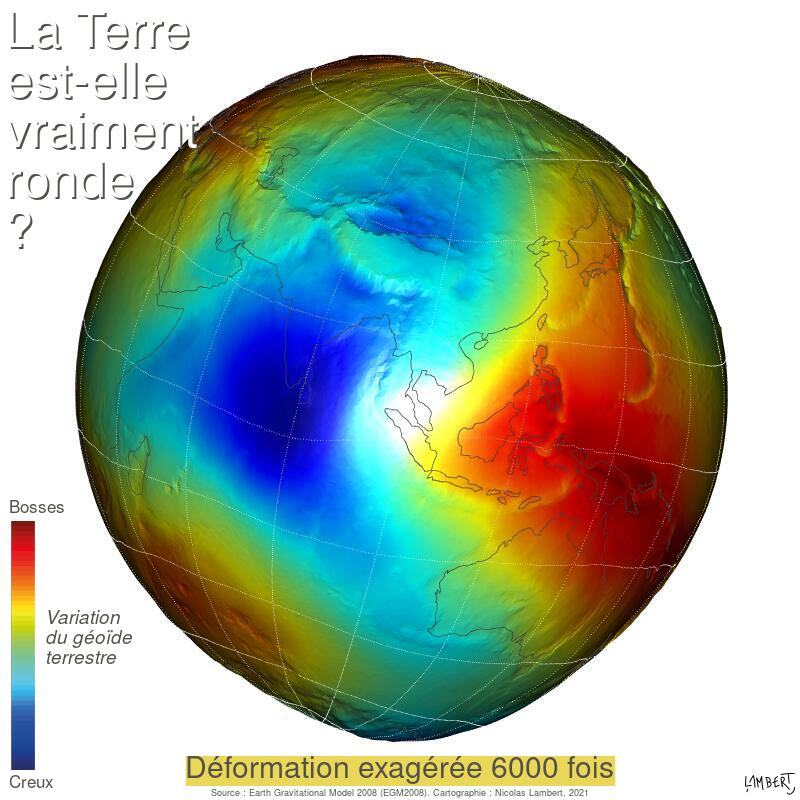 La Terre
est-elle
vraiment
ronde
?
Bosses
Variation
du géoïde
terrestre
Creux
Déformation exagérée 6000 fois
Source : Earth Gravitational Model 2008 (EGM2008). Cartographie : Nicolas Lambert, 2021
LAMBERT